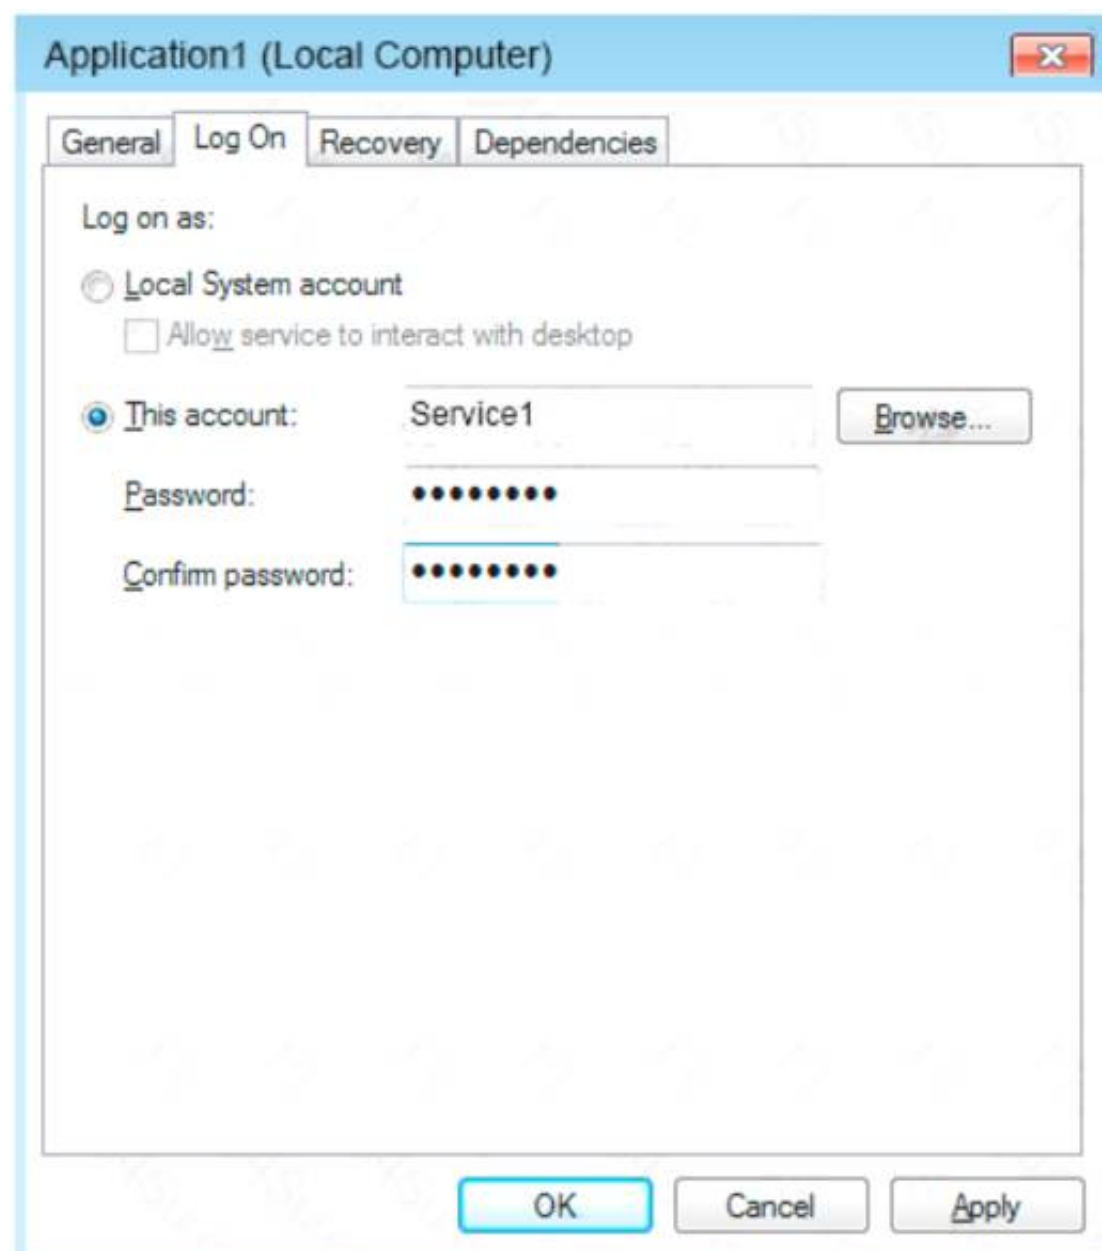 Application1 (Local Computer)
General Log On Recovery Dependencies
Log on as:
Local System account
Allow service to interact with desktop
This account: Service1 Browse...
Password: ••••••••
Confirm password: ••••••••
OK Cancel Apply